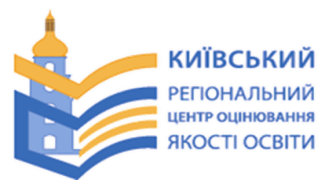 КИЇВСЬКИЙ
РЕГІОНАЛЬНИЙ
ЦЕНТР ОЦІНЮВАННЯ
ЯКОСТІ ОСВІТИ